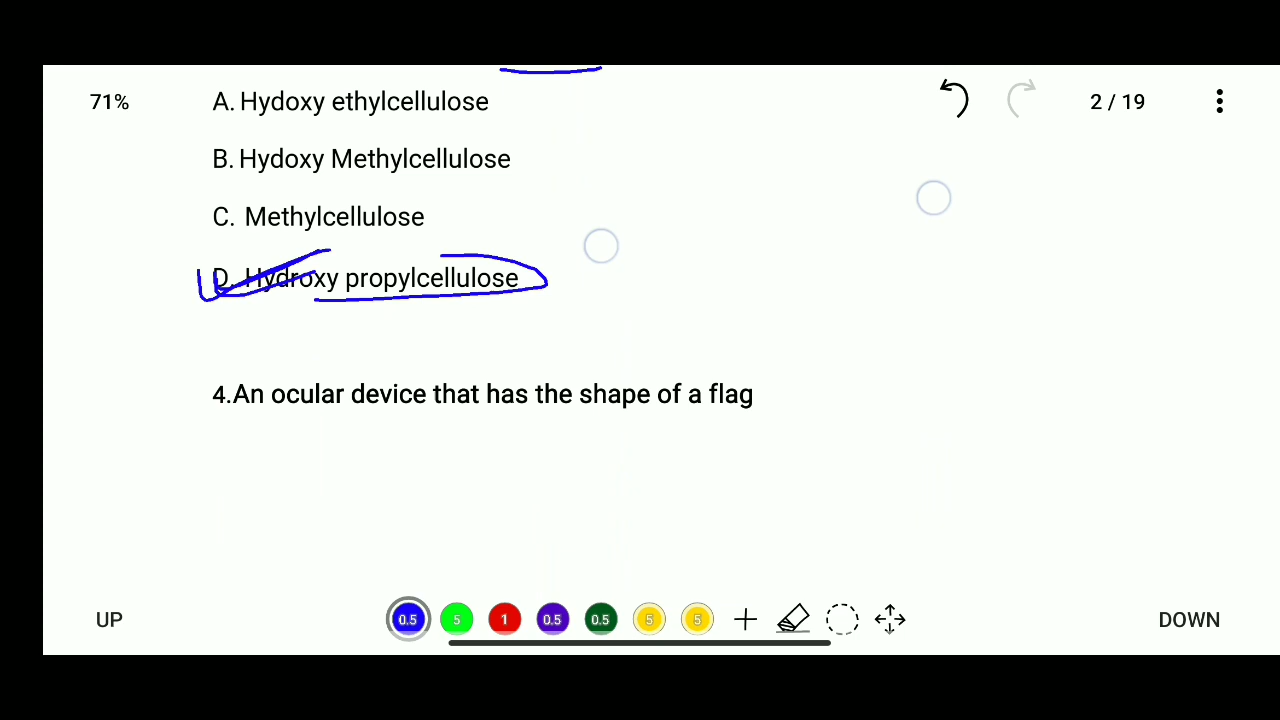 71%
A. Hydoxy ethylcellulose
2 / 19
B. Hydoxy Methylcellulose
C. Methylcellulose
D. Hydroxy propylcellulose
4.An ocular device that has the shape of a flag
UP
0.5
5
1
0.5
0.5
5
5
DOWN